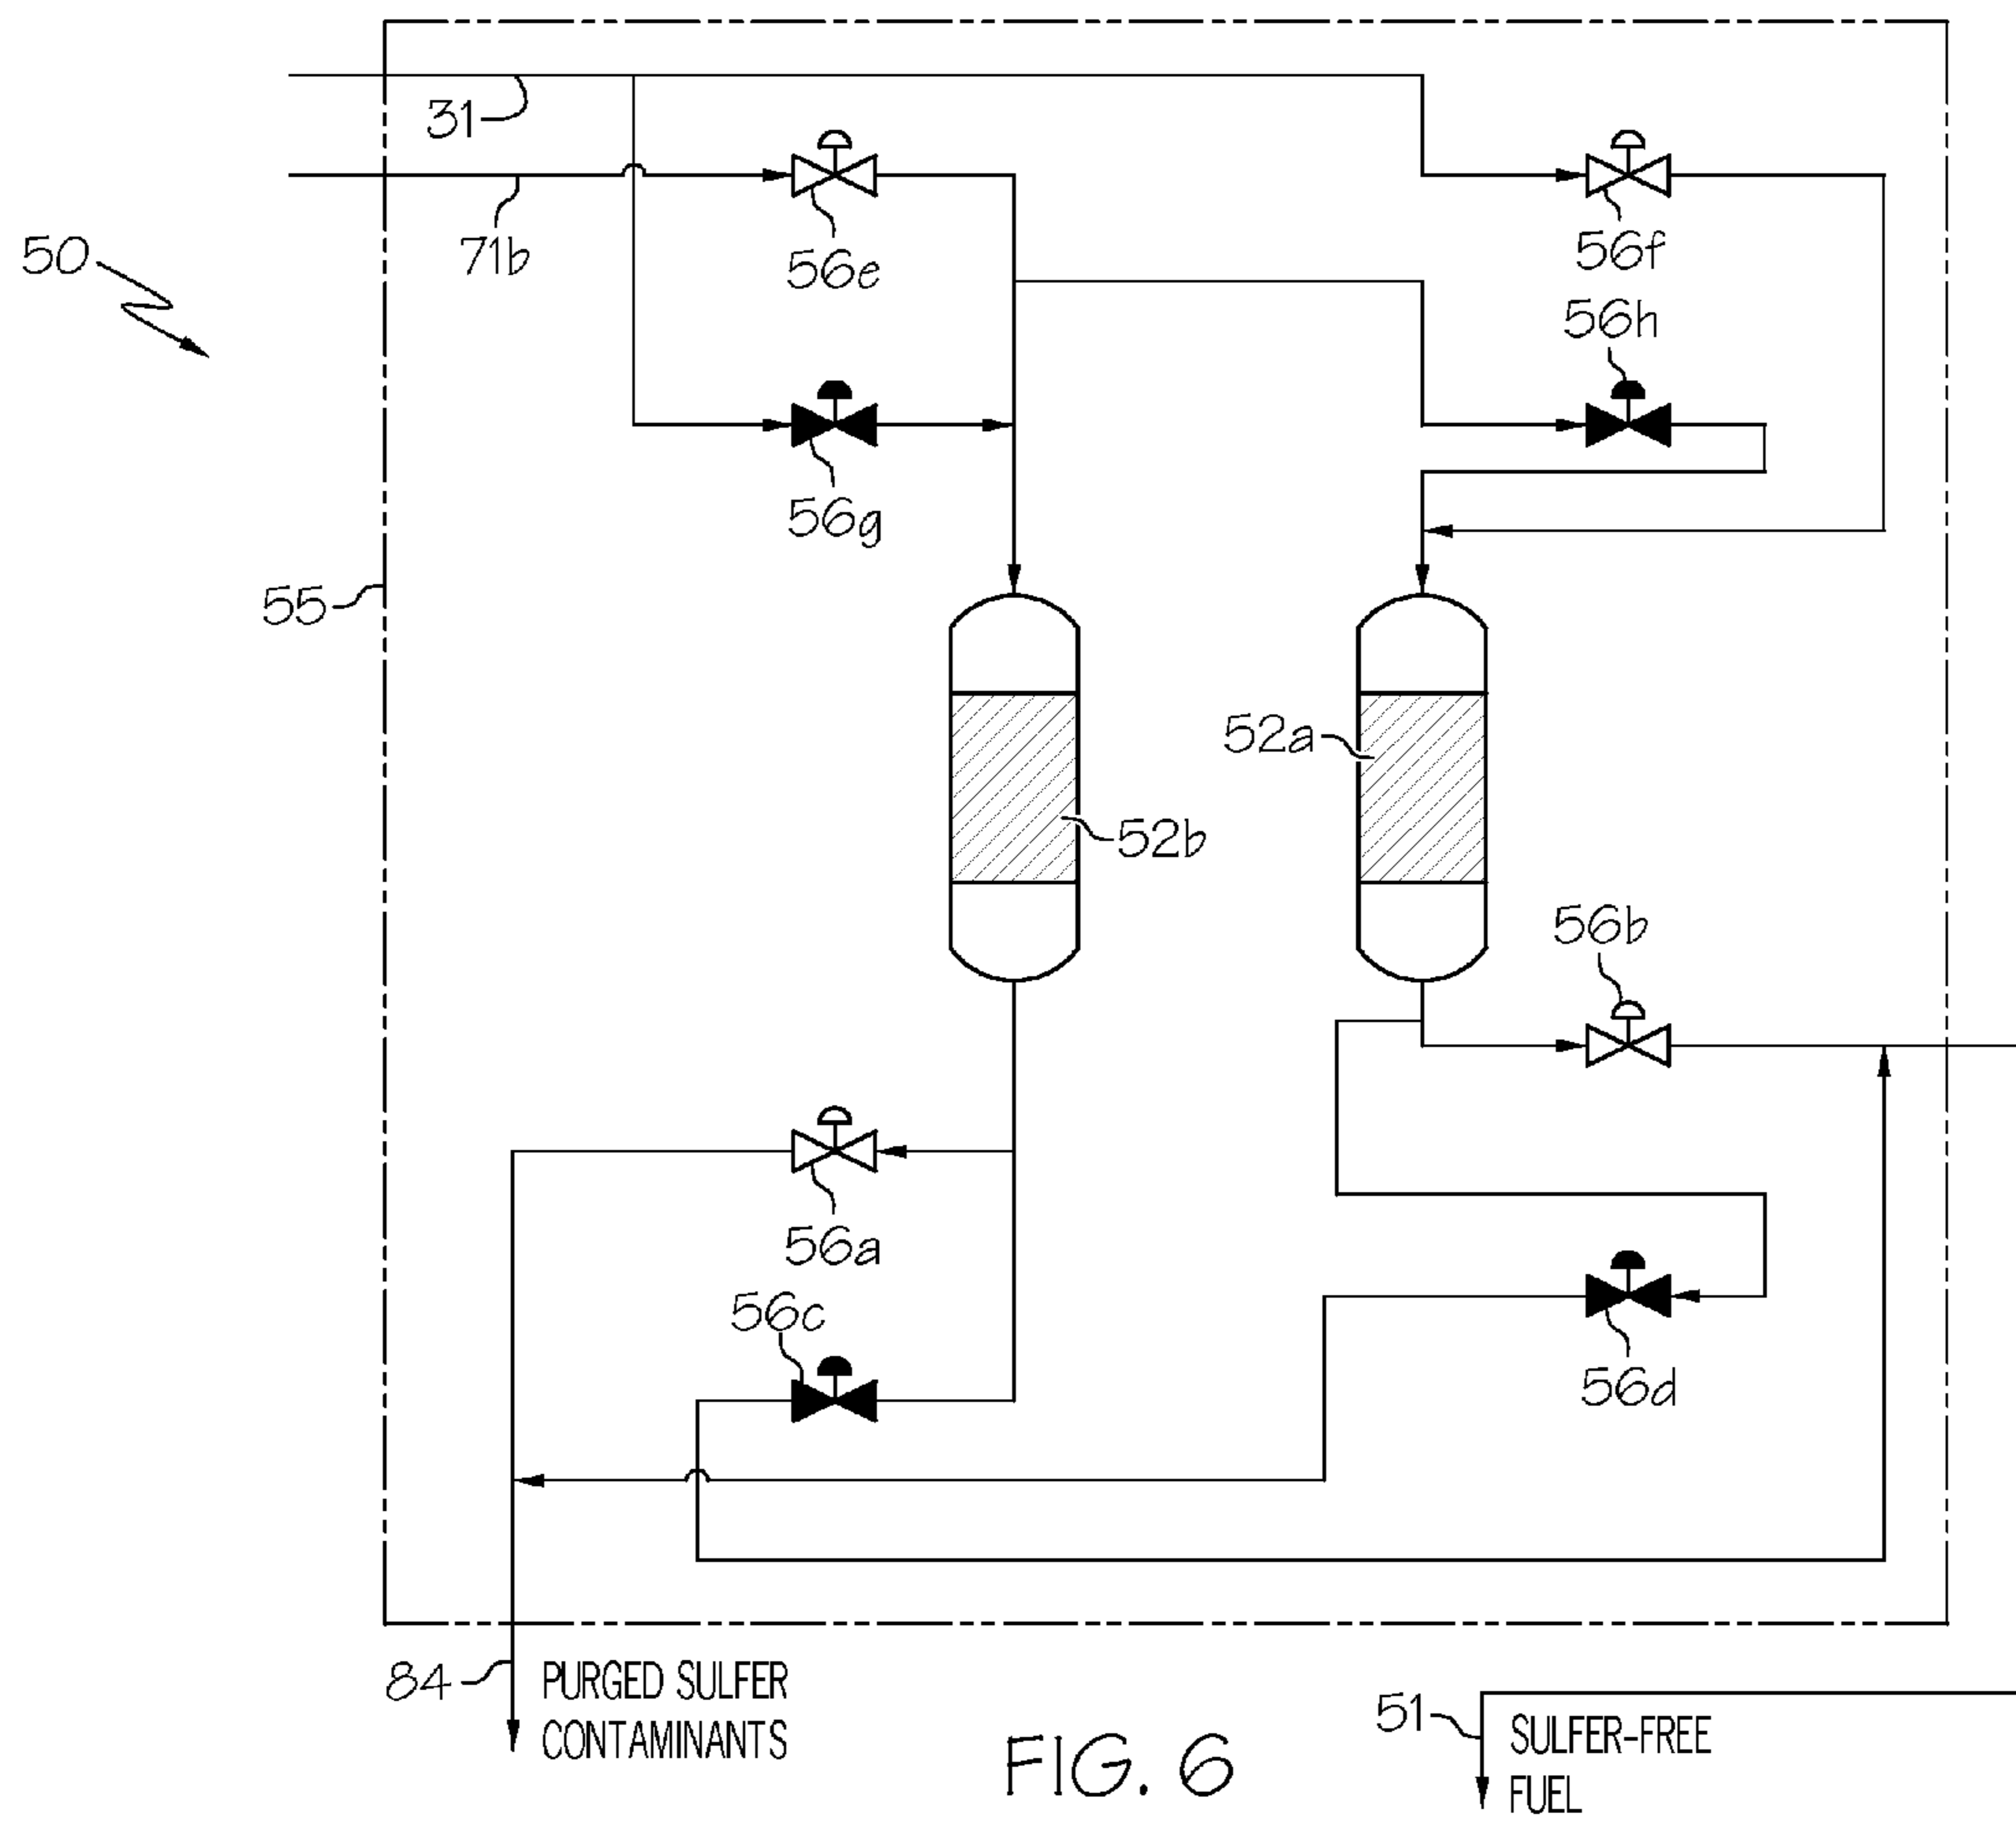 31
71b
50
56e
56f
56h
56g
55
52a
52b
56b
56a
56c
56d
84
PURGED SULFER
CONTAMINANTS
51
SULFER-FREE
FUEL
FIG. 6